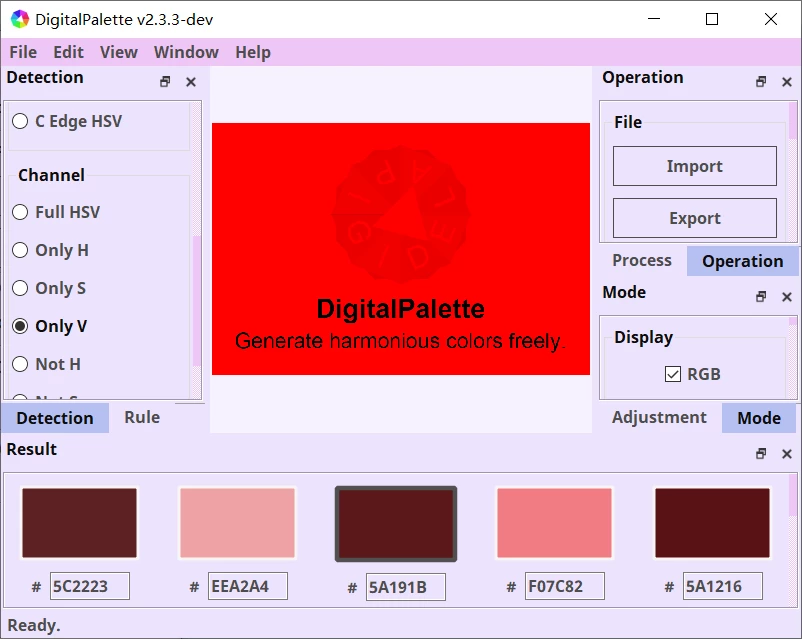 DigitalPalette v2.3.3-dev
File Edit View Window Help
Detection
C Edge HSV
Channel
Full HSV
Only H
Only S
Only V
Not H
Detection Rule
DIGITALPALETTE
DigitalPalette
Generate harmonious colors freely.
Operation
File
Import
Export
Process Operation
Mode
Display
RGB
Adjustment Mode
Result
# 5C2223 # EEA2A4 # 5A191B # F07C82 # 5A1216
Ready.